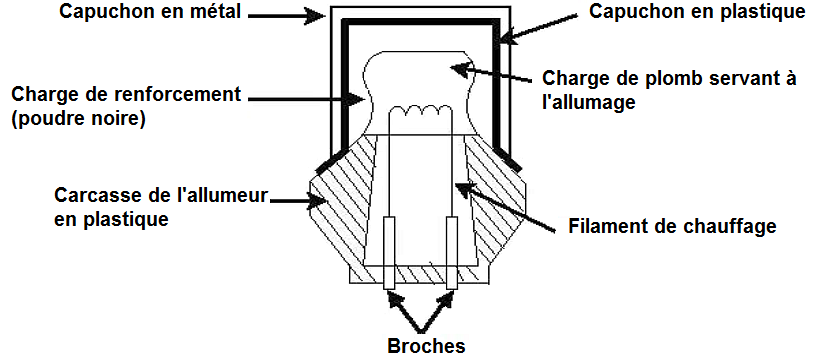 Capuchon en métal
Capuchon en plastique
Charge de plomb servant à
l'allumage
Charge de renforcement
(poudre noire)
Carcasse de l'allumeur
en plastique
Filament de chauffage
Broches